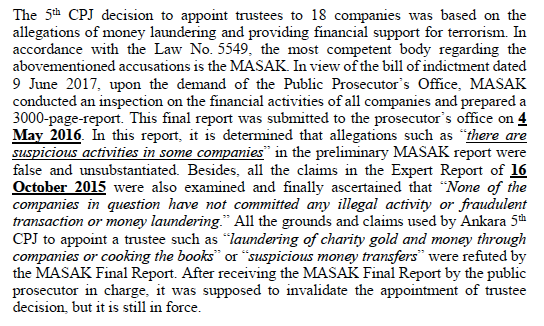 The 5th CPJ decision to appoint trustees to 18 companies was based on the
allegations of money laundering and providing financial support for terrorism. In
accordance with the Law No. 5549, the most competent body regarding the
abovementioned accusations is the MASAK. In view of the bill of indictment dated
9 June 2017, upon the demand of the Public Prosecutor's Office, MASAK
conducted an inspection on the financial activities of all companies and prepared a
3000-page-report. This final report was submitted to the prosecutor's office on 4
May 2016. In this report, it is determined that allegations such as "there are
suspicious activities in some companies" in the preliminary MASAK report were
false and unsubstantiated. Besides, all the claims in the Expert Report of 16
October 2015 were also examined and finally ascertained that "None of the
companies in question have not committed any illegal activity or fraudulent
transaction or money laundering." All the grounds and claims used by Ankara 5th
CPJ to appoint a trustee such as "laundering of charity gold and money through
companies or cooking the books" or "suspicious money transfers" were refuted by
the MASAK Final Report. After receiving the MASAK Final Report by the public
prosecutor in charge, it was supposed to invalidate the appointment of trustee
decision, but it is still in force.